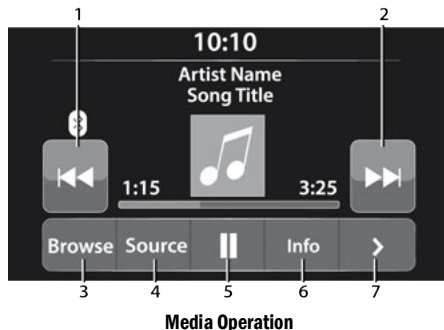 1 2
10:10
Artist Name
Song Title
1:15 3:25
Browse Source Info
3 4 5 6 7
Media Operation